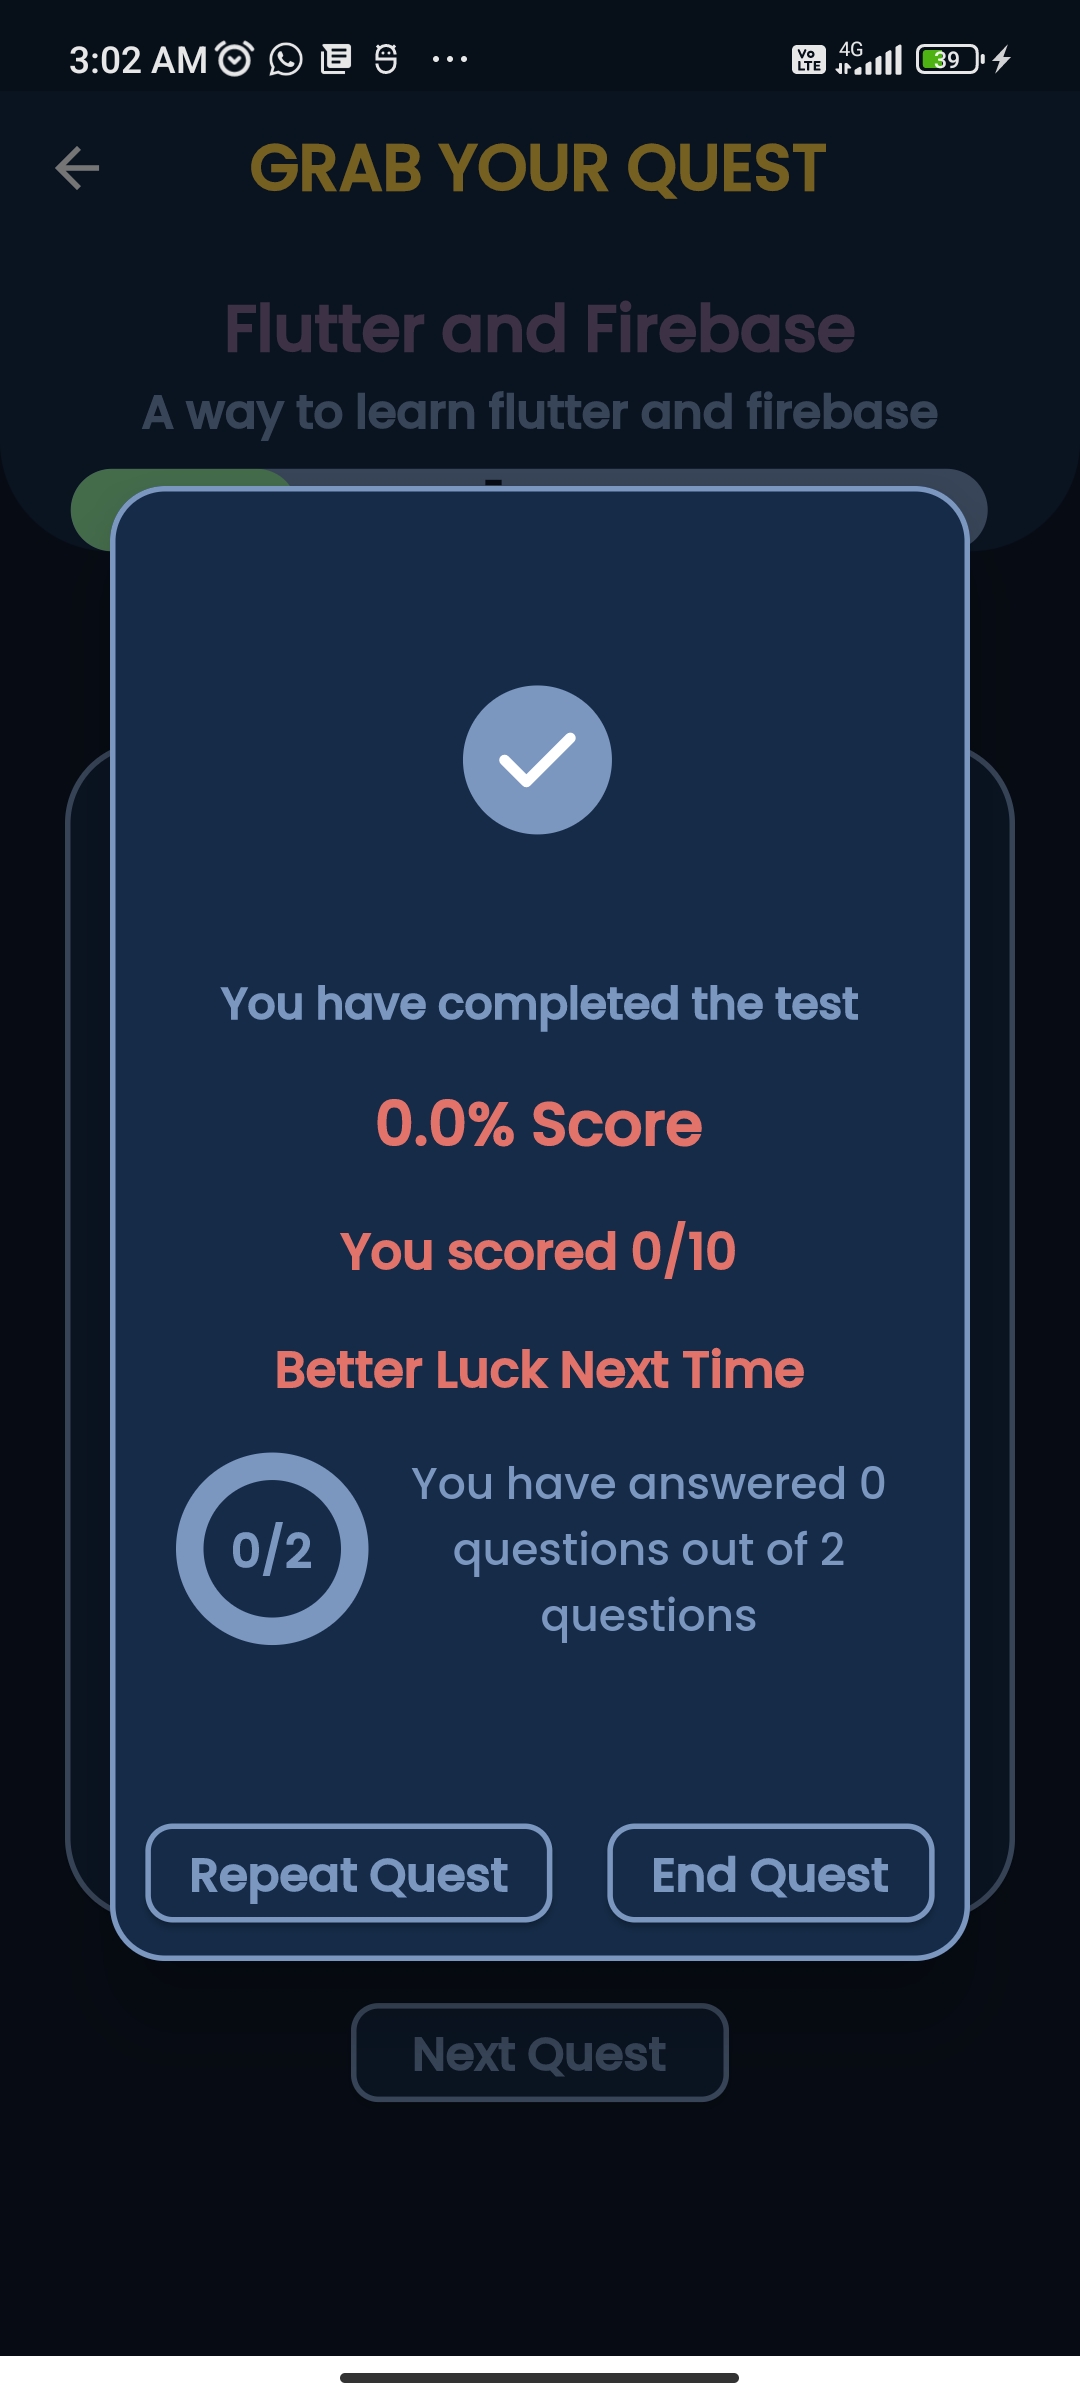 3:02 AM
Vo LTE 4G 39
GRAB YOUR QUEST
Flutter and Firebase
A way to learn flutter and firebase
You have completed the test
0.0% Score
You scored 0/10
Better Luck Next Time
0/2
You have answered 0
questions out of 2
questions
Repeat Quest
End Quest
Next Quest